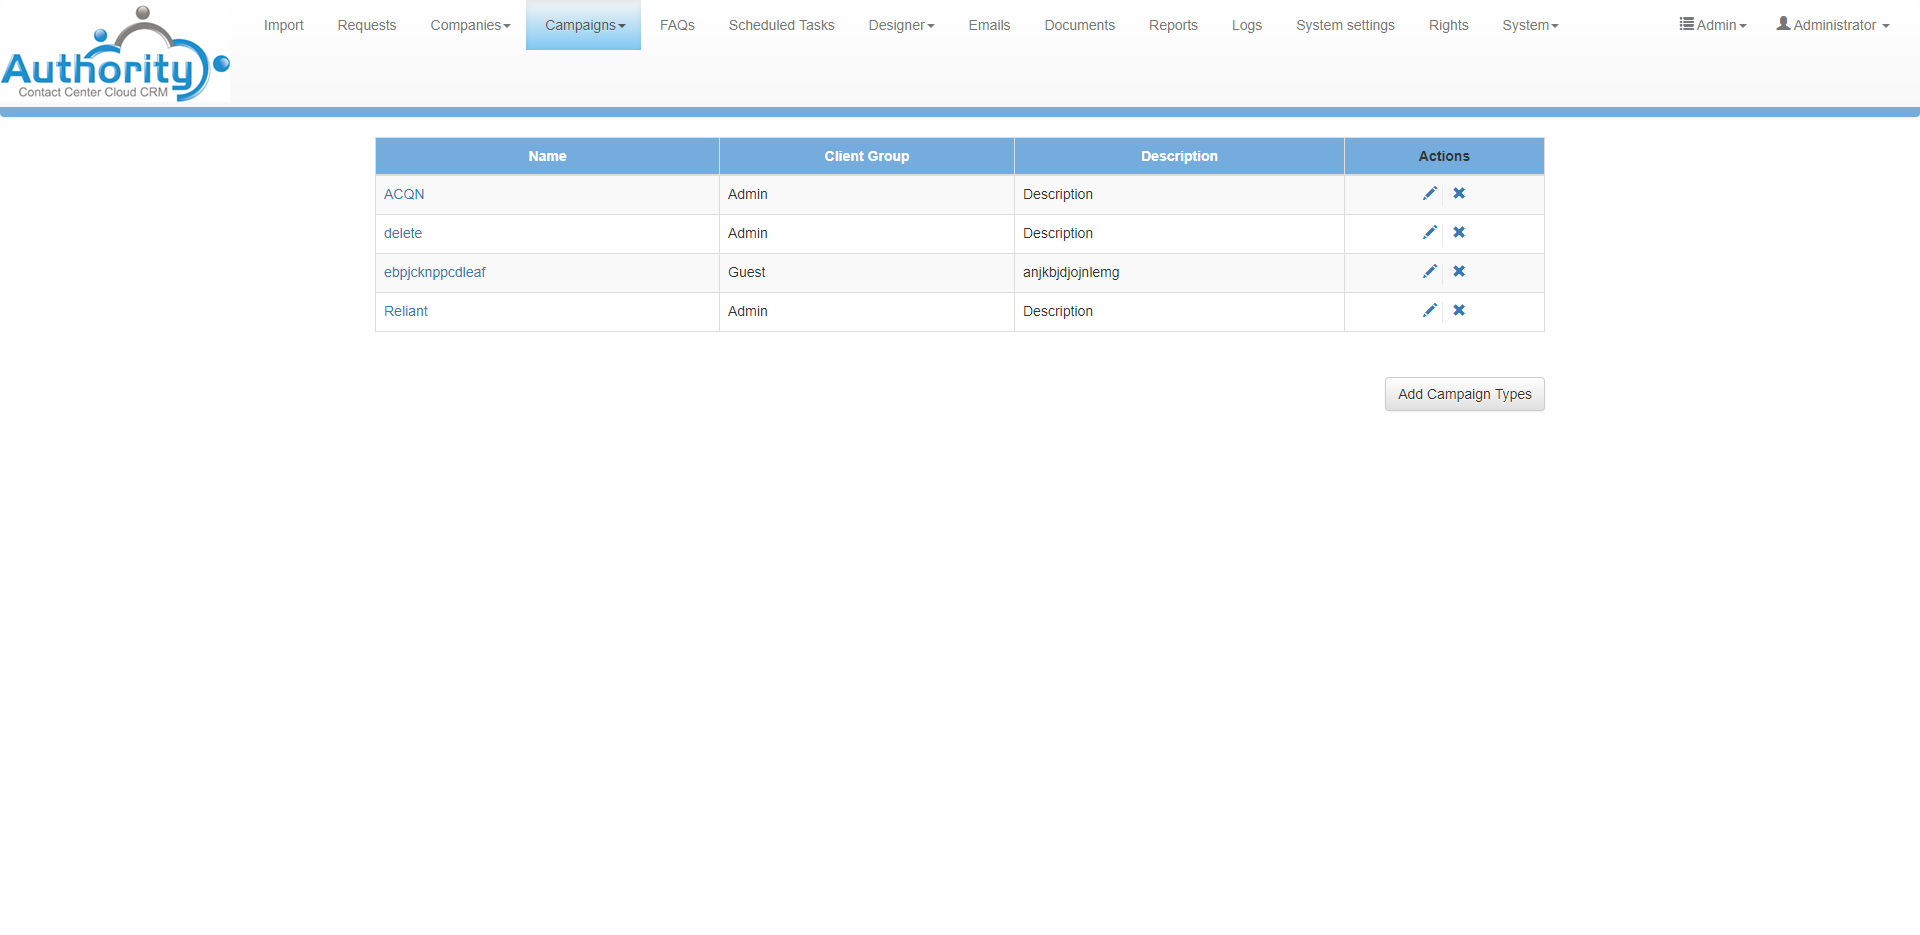 Authority
Contact Center Cloud CRM
Import Requests Companies Campaigns FAQs Scheduled Tasks Designer Emails Documents Reports Logs System settings Rights System Admin Administrator
Name Client Group Description Actions
ACQN Admin Description
delete Admin Description
ebpjcknppcdleaf Guest anjkbjdjojnlemg
Reliant Admin Description
Add Campaign Types